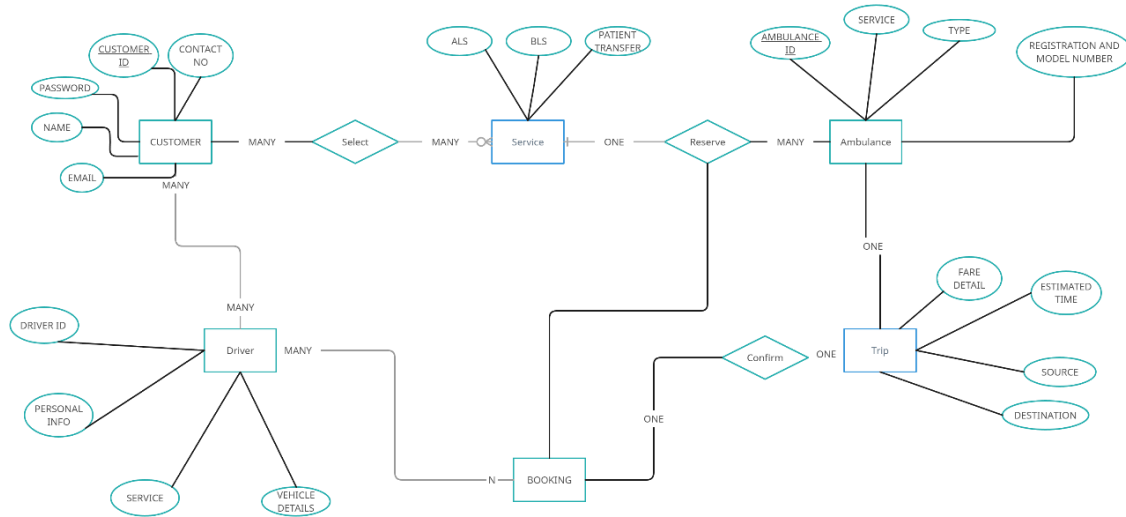 CUSTOMER
ID
CONTACT
NO
PASSWORD
NAME
EMAIL
CUSTOMER
MANY
Select
MANY
ALS
BLS
PATIENT
TRANSFER
Service
ONE
Reserve
MANY
AMBULANCE
ID
SERVICE
TYPE
REGISTRATION AND
MODEL NUMBER
Ambulance
MANY
MANY
ONE
DRIVER ID
Driver
MANY
PERSONAL
INFO
SERVICE
VEHICLE
DETAILS
N
BOOKING
ONE
Confirm
ONE
Trip
FARE
DETAIL
ESTIMATED
TIME
SOURCE
DESTINATION